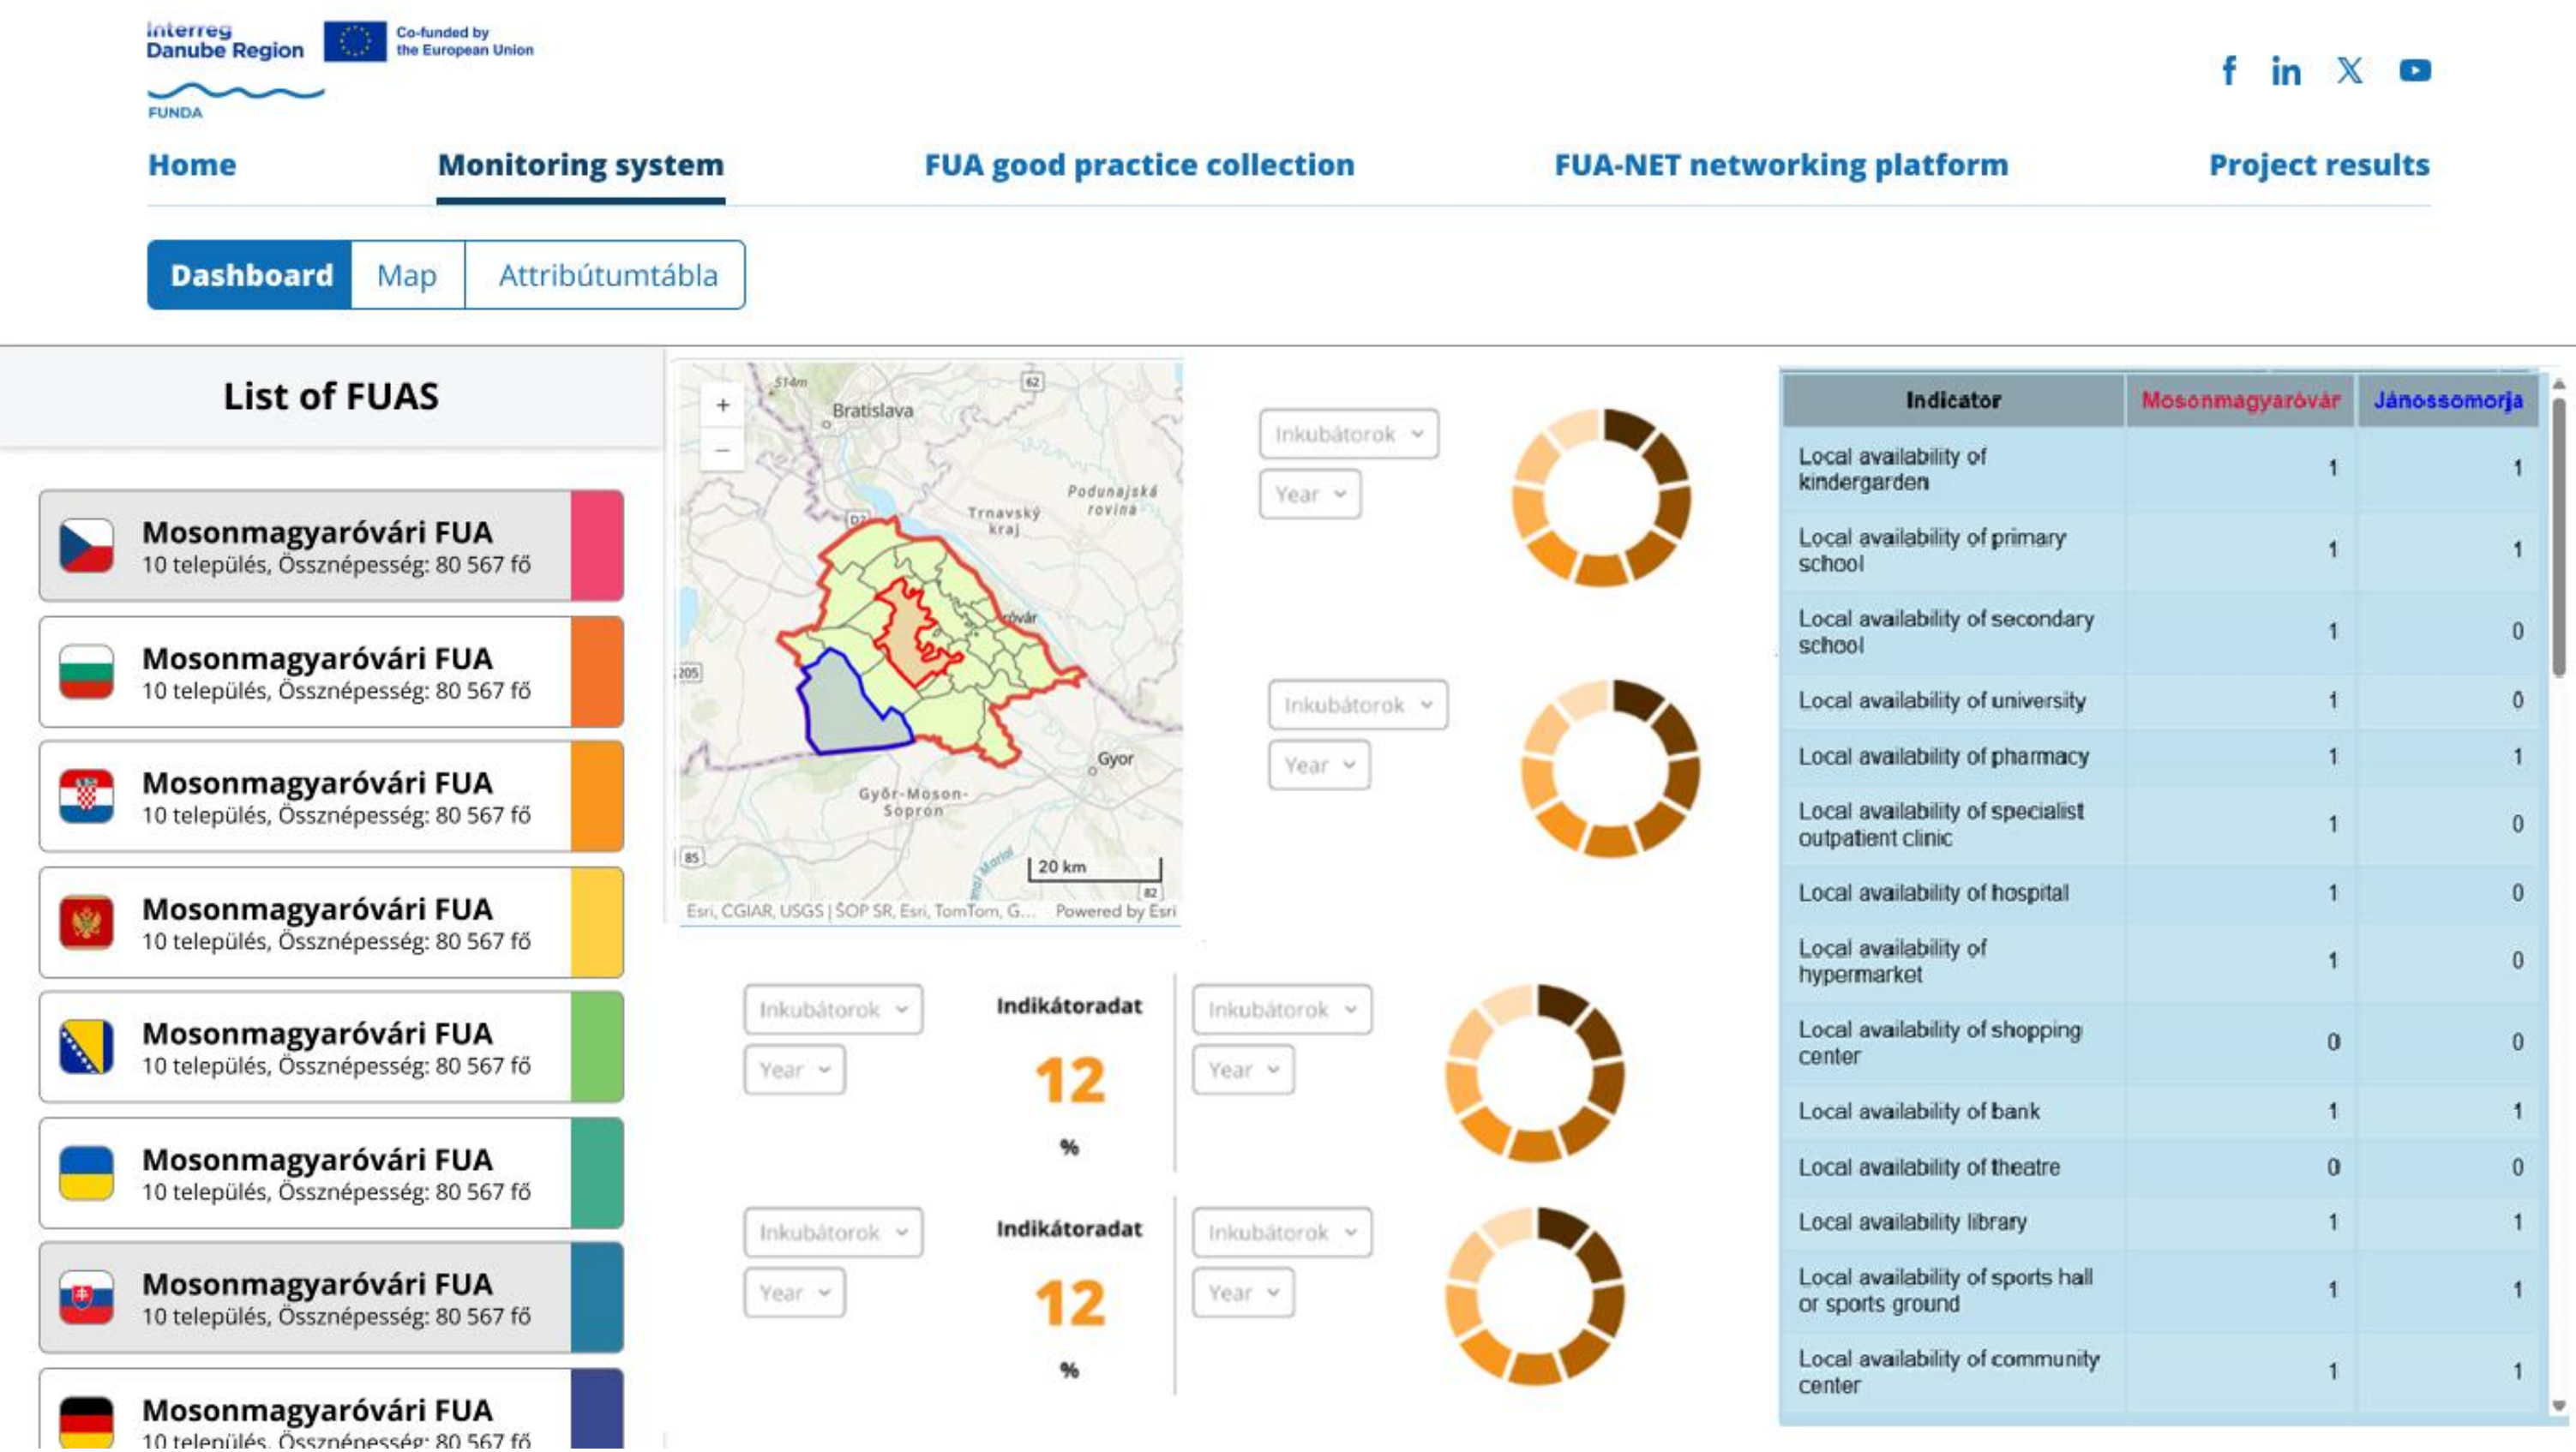 Interreg
Danube Region
Co-funded by
the European Union
FUNDA
Home
Monitoring system
FUA good practice collection
FUA-NET networking platform
Project results
Dashboard
Map
Attribútumtábla
List of FUAS
Mosonmagyaróvári FUA
10 település, Össznépesség: 80 567 fő
Mosonmagyaróvári FUA
10 település, Össznépesség: 80 567 fő
Mosonmagyaróvári FUA
10 település, Össznépesség: 80 567 fő
Mosonmagyaróvári FUA
10 település, Össznépesség: 80 567 fő
Mosonmagyaróvári FUA
10 település, Össznépesség: 80 567 fő
Mosonmagyaróvári FUA
10 település, Össznépesség: 80 567 fő
Mosonmagyaróvári FUA
10 település, Össznépesség: 80 567 fő
Mosonmagyaróvári FUA
10 település, Össznépesség: 80 567 fő
+
−
514m
62
Bratislava
Podunajská
rovina
Trnavský
kraj
D2
róvár
205
Gyor
Győr-Moson-
Sopron
85
Marcal
20 km
82
Esri, CGIAR, USGS | ŠOP SR, Esri, TomTom, G...
Powered by Esri
Inkubátorok
Year
Inkubátorok
Year
Inkubátorok
Year
Indikátoradat
12
%
Inkubátorok
Year
Inkubátorok
Year
Indikátoradat
12
%
Inkubátorok
Year
Indicator Mosonmagyaróvár Jánossomorja
Local availability of
kindergarden 1 1
Local availability of primary
school 1 1
Local availability of secondary
school 1 0
Local availability of university 1 0
Local availability of pharmacy 1 1
Local availability of specialist
outpatient clinic 1 0
Local availability of hospital 1 0
Local availability of
hypermarket 1 0
Local availability of shopping
center 0 0
Local availability of bank 1 1
Local availability of theatre 0 0
Local availability library 1 1
Local availability of sports hall
or sports ground 1 1
Local availability of community
center 1 1